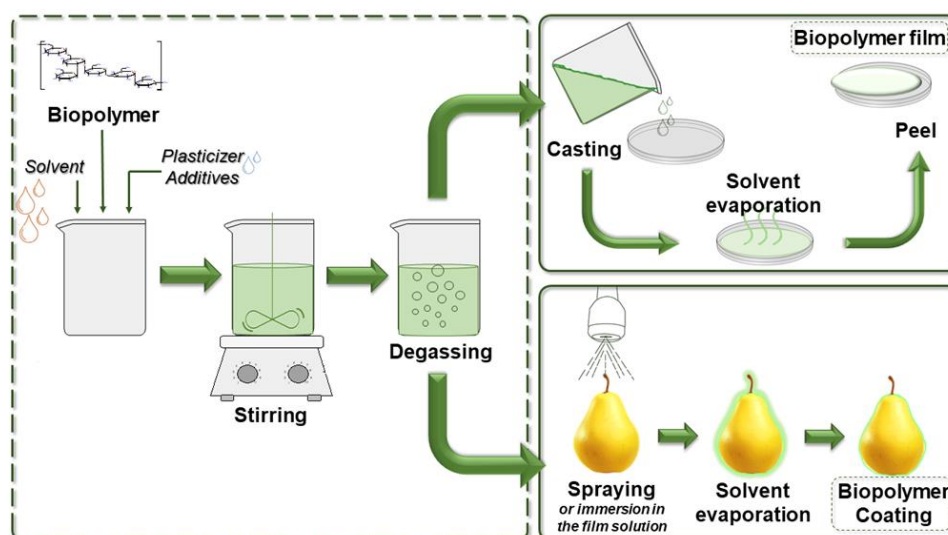 Biopolymer
Solvent
Plasticizer
Additives
Stirring
Degassing
Casting
Solvent
evaporation
Peel
Biopolymer film
Spraying
or immersion in
the film solution
Solvent
evaporation
Biopolymer
Coating